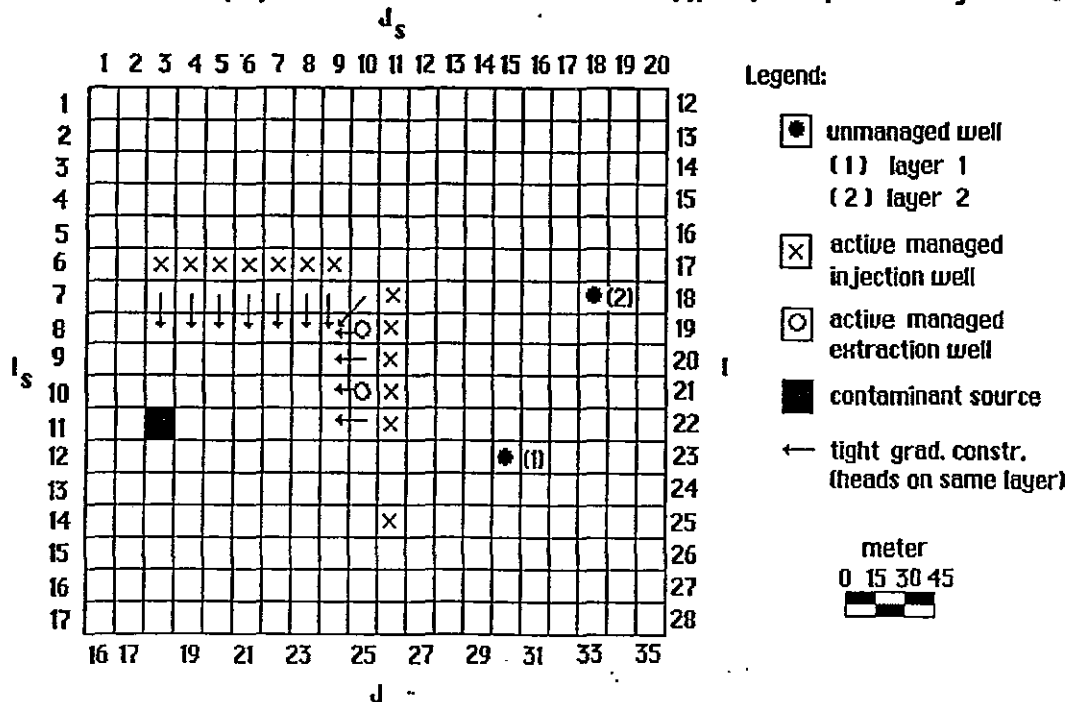 J_s
1 2 3 4 5 6 7 8 9 10 11 12 13 14 15 16 17 18 19 20
1 12
2 13
3 14
4 15
5 16
6 17
7 (2) 18
8 19
I_s 9 20 I
10 21
11 22
12 (1) 23
13 24
14 25
15 26
16 27
17 28
16 17 19 21 23 25 27 29 31 33 35
J
Legend:
unmanaged well
(1) layer 1
(2) layer 2
active managed
injection well
active managed
extraction well
contaminant source
tight grad. constr.
(heads on same layer)
meter
0 15 30 45